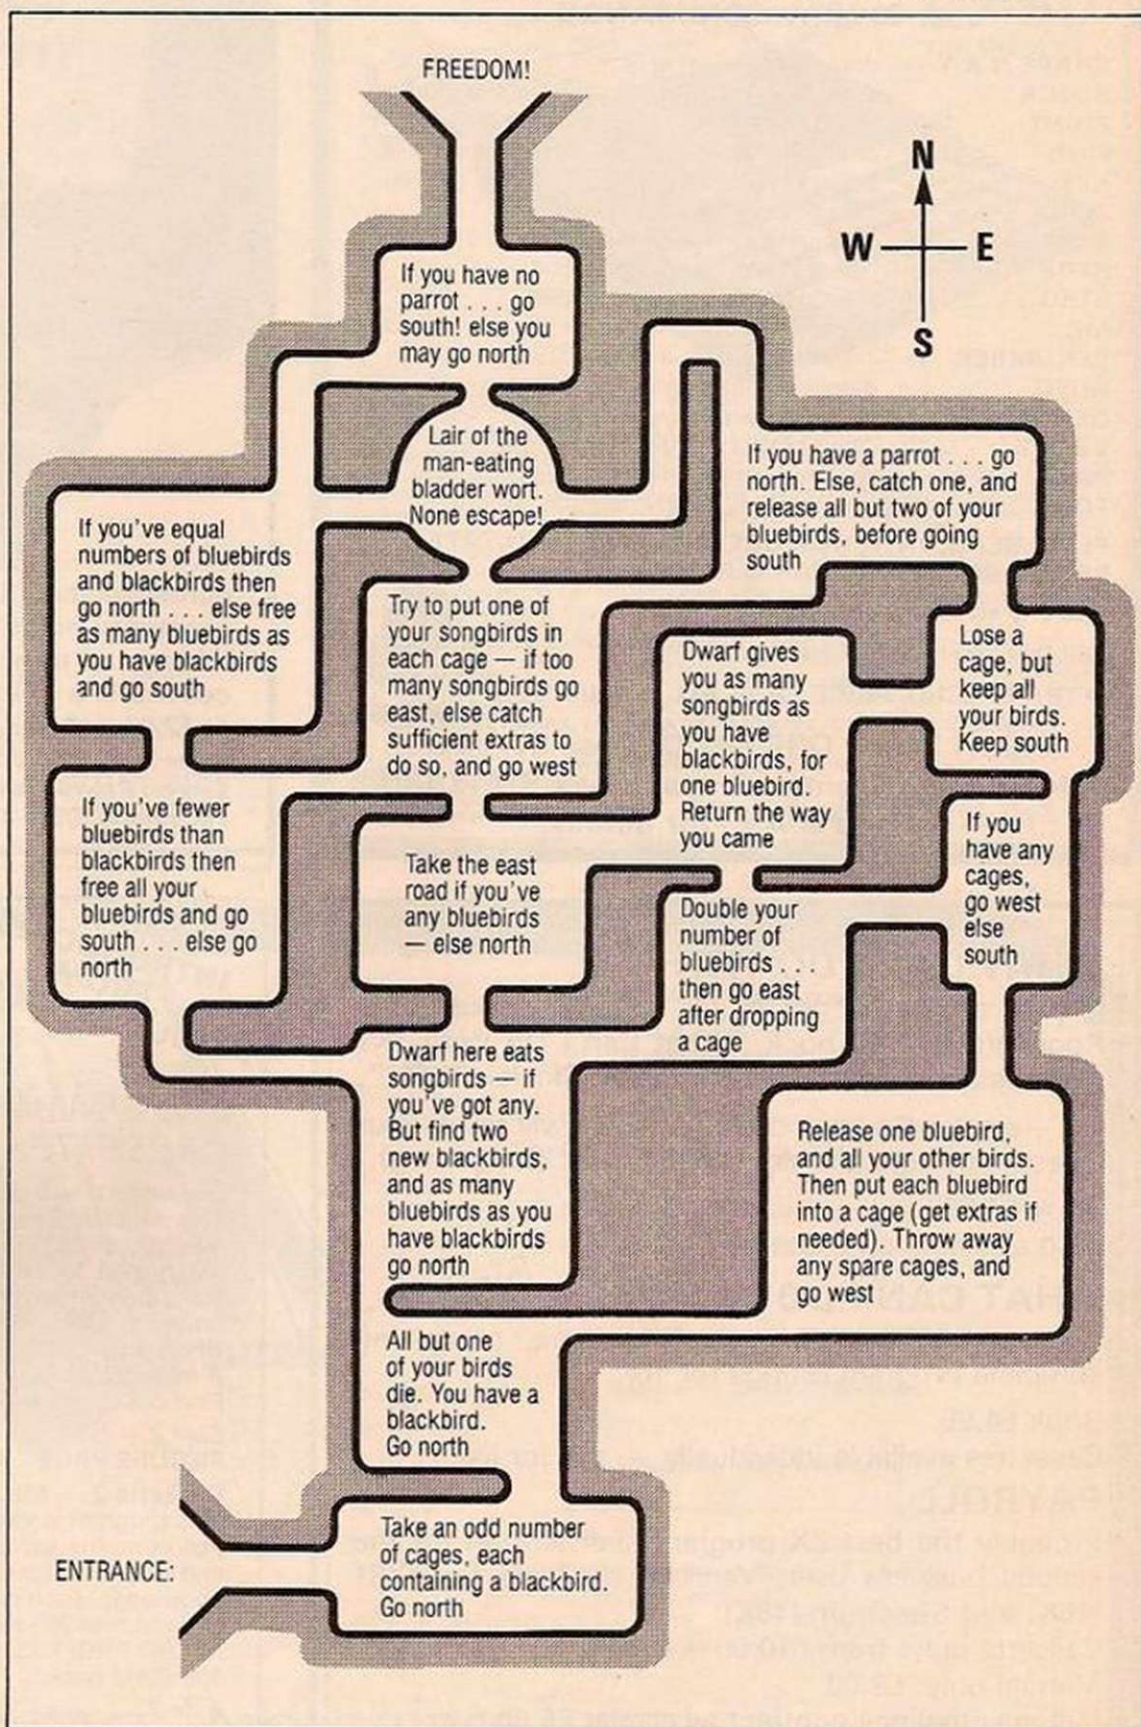 FREEDOM!
N
W
E
S
If you have no
parrot . . . go
south! else you
may go north
Lair of the
man-eating
bladder wort.
None escape!
If you have a parrot . . . go
north. Else, catch one, and
release all but two of your
bluebirds, before going
south
If you've equal
numbers of bluebirds
and blackbirds then
go north . . . else free
as many bluebirds as
you have blackbirds
and go south
Try to put one of
your songbirds in
each cage — if too
many songbirds go
east, else catch
sufficient extras to
do so, and go west
Dwarf gives
you as many
songbirds as
you have
blackbirds, for
one bluebird.
Return the way
you came
Lose a
cage, but
keep all
your birds.
Keep south
If you've fewer
bluebirds than
blackbirds then
free all your
bluebirds and go
south . . . else go
north
Take the east
road if you've
any bluebirds
— else north
If you
have any
cages,
go west
else
south
Double your
number of
bluebirds . . .
then go east
after dropping
a cage
Dwarf here eats
songbirds — if
you've got any.
But find two
new blackbirds,
and as many
bluebirds as you
have blackbirds
go north
Release one bluebird,
and all your other birds.
Then put each bluebird
into a cage (get extras if
needed). Throw away
any spare cages, and
go west
All but one
of your birds
die. You have a
blackbird.
Go north
Take an odd number
of cages, each
containing a blackbird.
Go north
ENTRANCE: